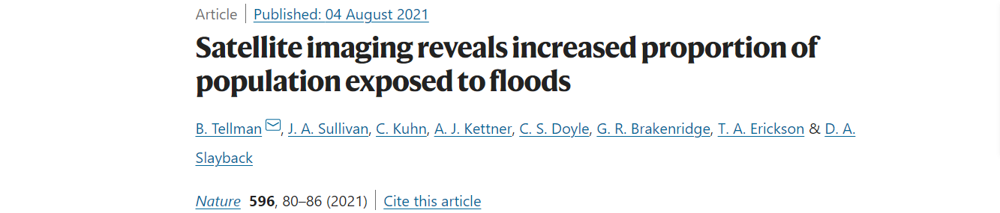 Article | Published: 04 August 2021
Satellite imaging reveals increased proportion of
population exposed to floods
B. Tellman, J. A. Sullivan, C. Kuhn, A. J. Kettner, C. S. Doyle, G. R. Brakenridge, T. A. Erickson & D. A.
Slayback
Nature 596, 80–86 (2021) | Cite this article